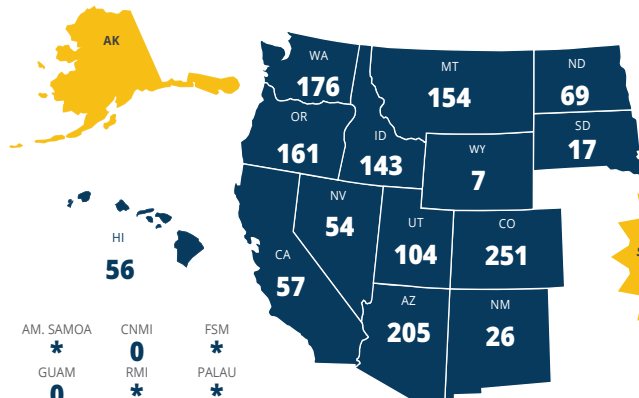 AK
WA
176
MT
154
ND
69
OR
161
ID
143
WY
7
SD
17
NV
54
UT
104
CO
251
HI
56
CA
57
AZ
205
NM
26
AM. SAMOA CNMI FSM
* 0 *
GUAM RMI PALAU
0 * *